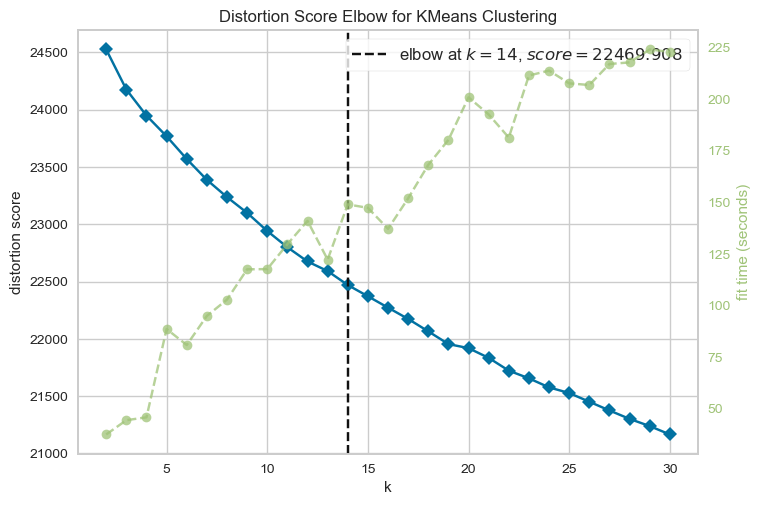 Distortion Score Elbow for KMeans Clustering
elbow at k = 14, score = 22469.908
distortion score
24500
24000
23500
23000
22500
22000
21500
21000
fit time (seconds)
225
200
175
150
125
100
75
50
5 10 15 20 25 30
k